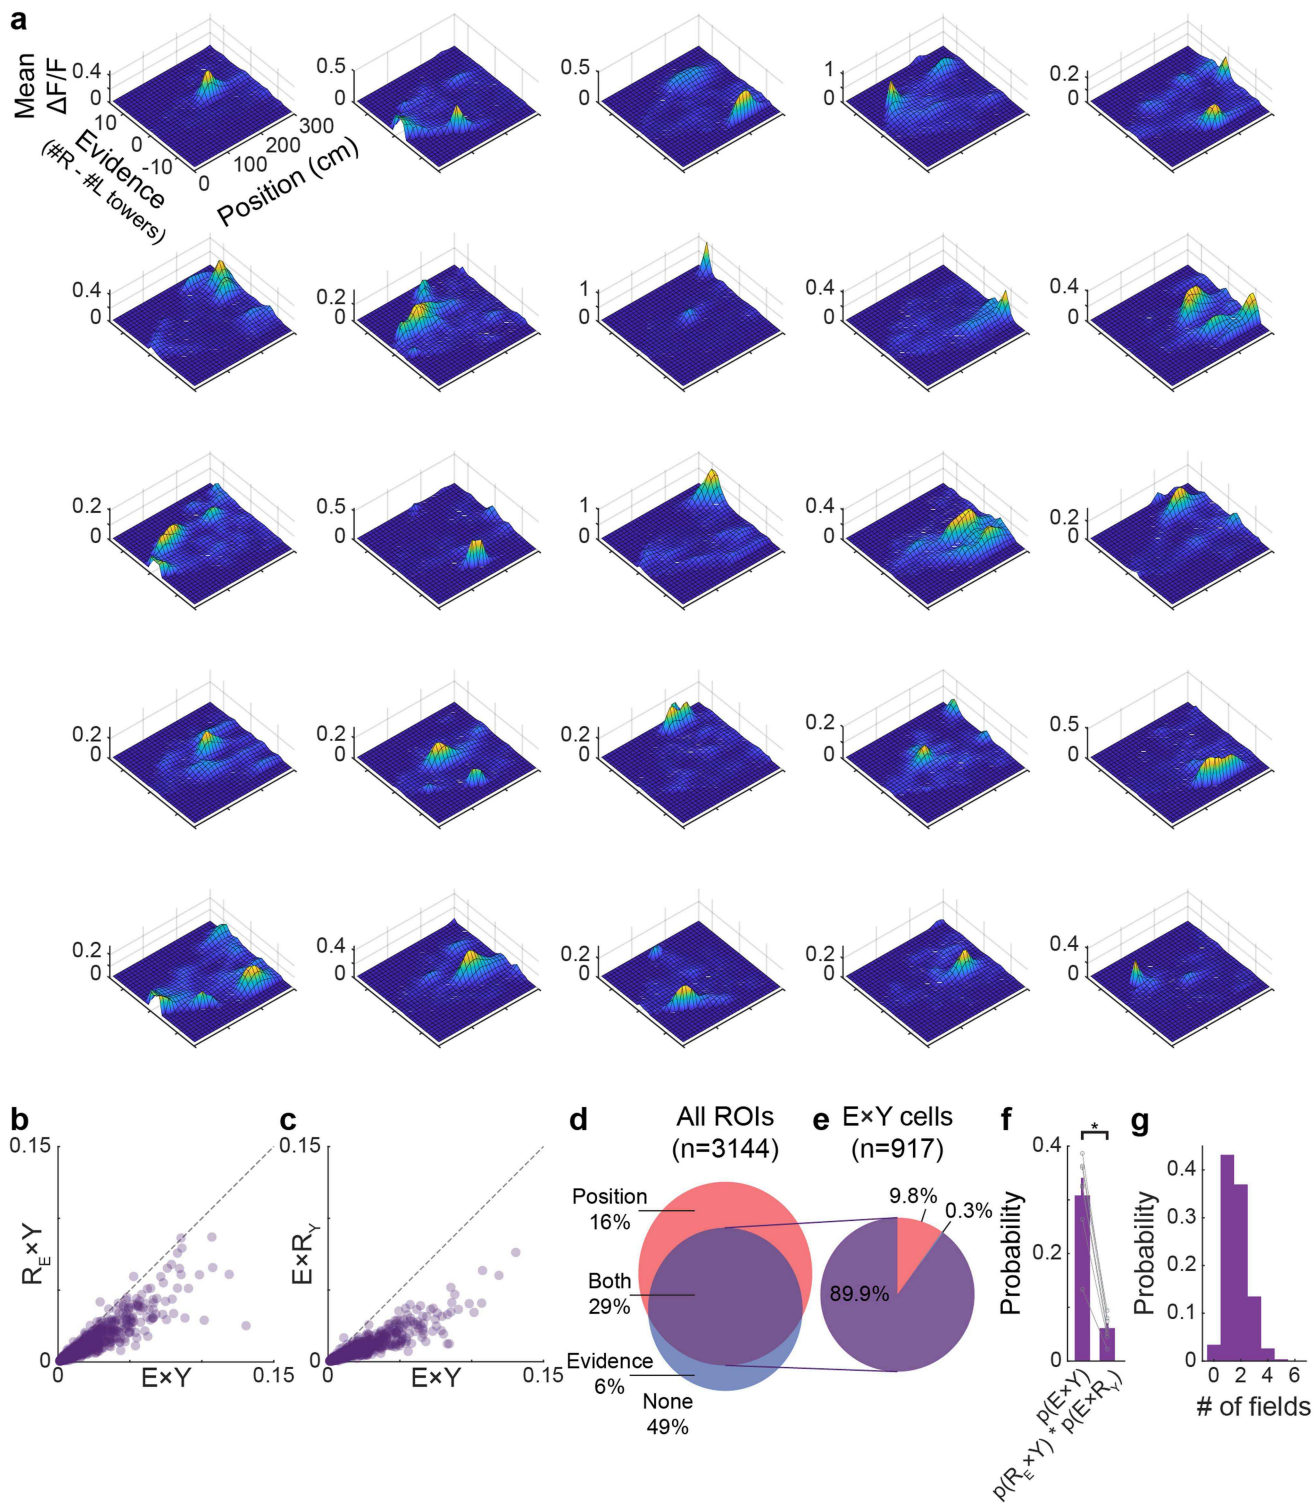 a
Mean
ΔF/F
0.4
0
10
0
-10
Evidence
(#R - #L towers)
0
100
200
300
Position (cm)
0.5
0
0.5
0
1
0
0.2
0
0.4
0
0.2
0
1
0
0.4
0
0.4
0
0.2
0
0.5
0
1
0
0.4
0
0.2
0
0.2
0
0.2
0
0.2
0
0.2
0
0.5
0
0.2
0
0.4
0
0.2
0
0.2
0
0.4
0
b
0.15
R_E×Y
0
0
E×Y
0.15
c
0.15
E×R_Y
0
0
E×Y
0.15
d
All ROIs
(n=3144)
Position
16%
Both
29%
Evidence
6%
None
49%
e
E×Y cells
(n=917)
9.8%
0.3%
89.9%
f
*
0.4
0.2
0
Probability
p(E×Y)
p(R_E×Y) * p(E×R_Y)
g
0.4
0.3
0.2
0.1
0
Probability
0 2 4 6
# of fields